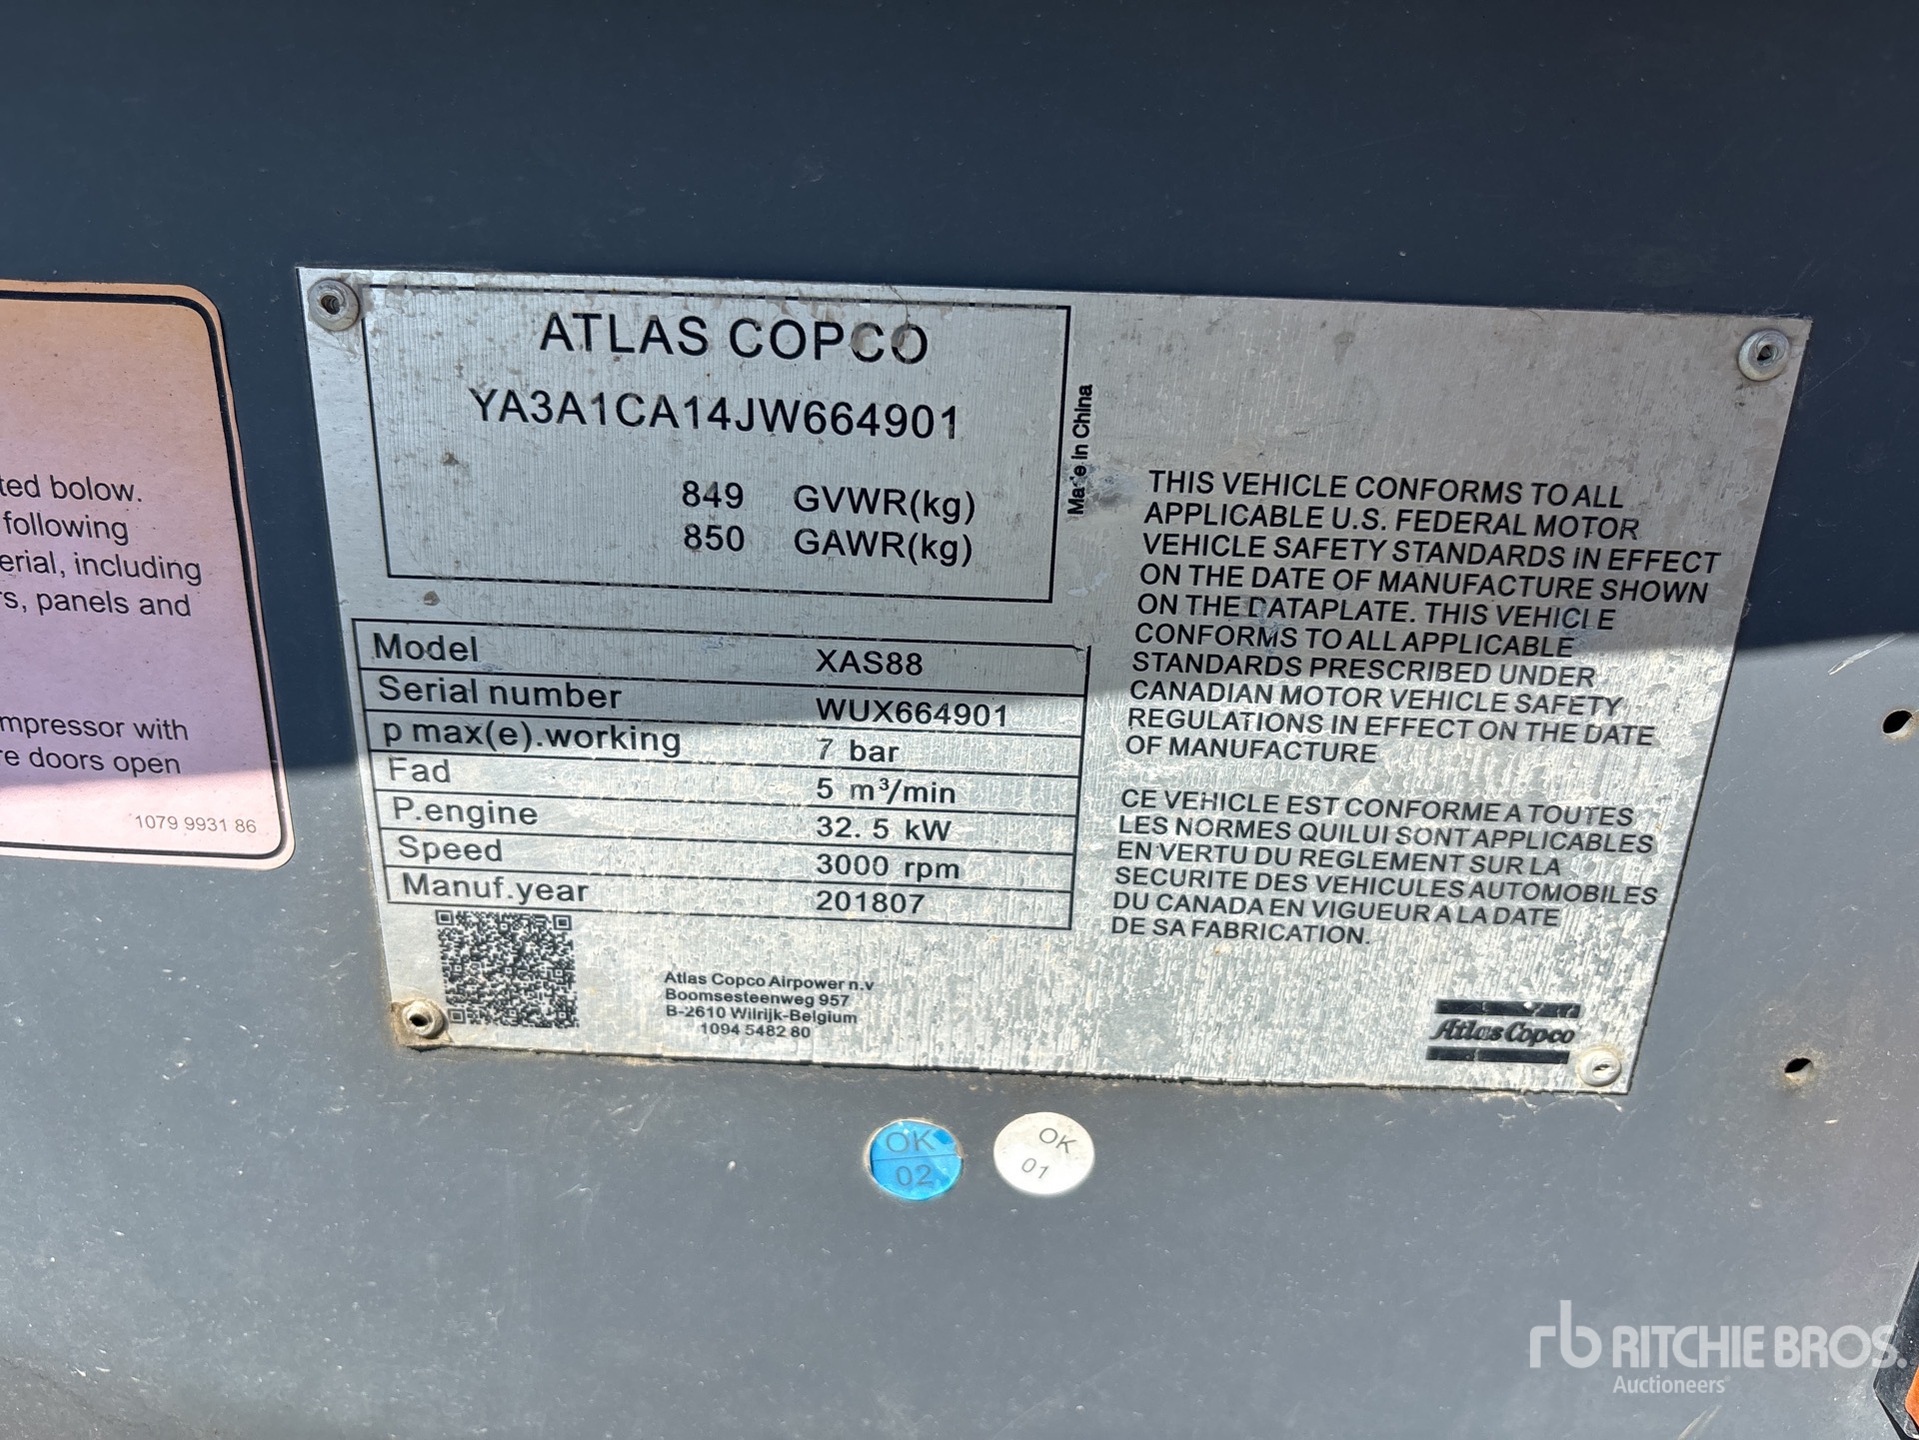 ted bolow.
following
erial, including
rs, panels and
mpressor with
re doors open
1079 9931 86
ATLAS COPCO
YA3A1CA14JW664901
849 GVWR(kg)
850 GAWR(kg)
Made in China
Model XAS88
Serial number WUX664901
p max(e).working 7 bar
Fad 5 m³/min
P.engine 32.5 kW
Speed 3000 rpm
Manuf.year 201807
Atlas Copco Airpower n.v
Boomsesteenweg 957
B-2610 Wilrijk-Belgium
1094 5482 80
THIS VEHICLE CONFORMS TO ALL
APPLICABLE U.S. FEDERAL MOTOR
VEHICLE SAFETY STANDARDS IN EFFECT
ON THE DATE OF MANUFACTURE SHOWN
ON THE DATAPLATE. THIS VEHICLE
CONFORMS TO ALL APPLICABLE
STANDARDS PRESCRIBED UNDER
CANADIAN MOTOR VEHICLE SAFETY
REGULATIONS IN EFFECT ON THE DATE
OF MANUFACTURE
CE VEHICLE EST CONFORME A TOUTES
LES NORMES QUILUI SONT APPLICABLES
EN VERTU DU REGLEMENT SUR LA
SECURITE DES VEHICULES AUTOMOBILES
DU CANADA EN VIGUEUR A LA DATE
DE SA FABRICATION.
Atlas Copco
OK
02
OK
01
rb RITCHIE BROS.
Auctioneers